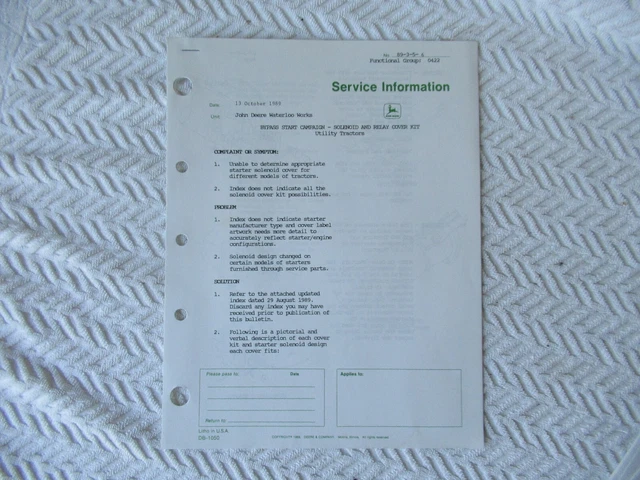 No. 89-3-5-
Functional Group: 0423
Service Information
Date 13 October 1989
Unit John Deere Waterloo Works
BYPASS START CAMPAIGN - SOLENOID AND RELAY COVER KIT
Utility Tractors
COMPLAINT OR SYMPTOM:
1. Unable to determine appropriate
starter solenoid cover for
different models of tractors.
2. Index does not indicate all the
solenoid cover kit possibilities.
PROBLEM
1. Index does not indicate starter
manufacturer type and cover label
artwork needs more detail to
accurately reflect starter/engine
configurations.
2. Solenoid design changed on
certain models of starters
furnished through service parts.
SOLUTION
1. Refer to the attached updated
index dated 29 August 1989.
Discard any index you may have
received prior to publication of
this bulletin.
2. Following is a pictorial and
verbal description of each cover
kit and starter solenoid design
each cover fits:
Please pass to: Date
Applies to:
Return to:
Litho in U.S.A
DB-1000